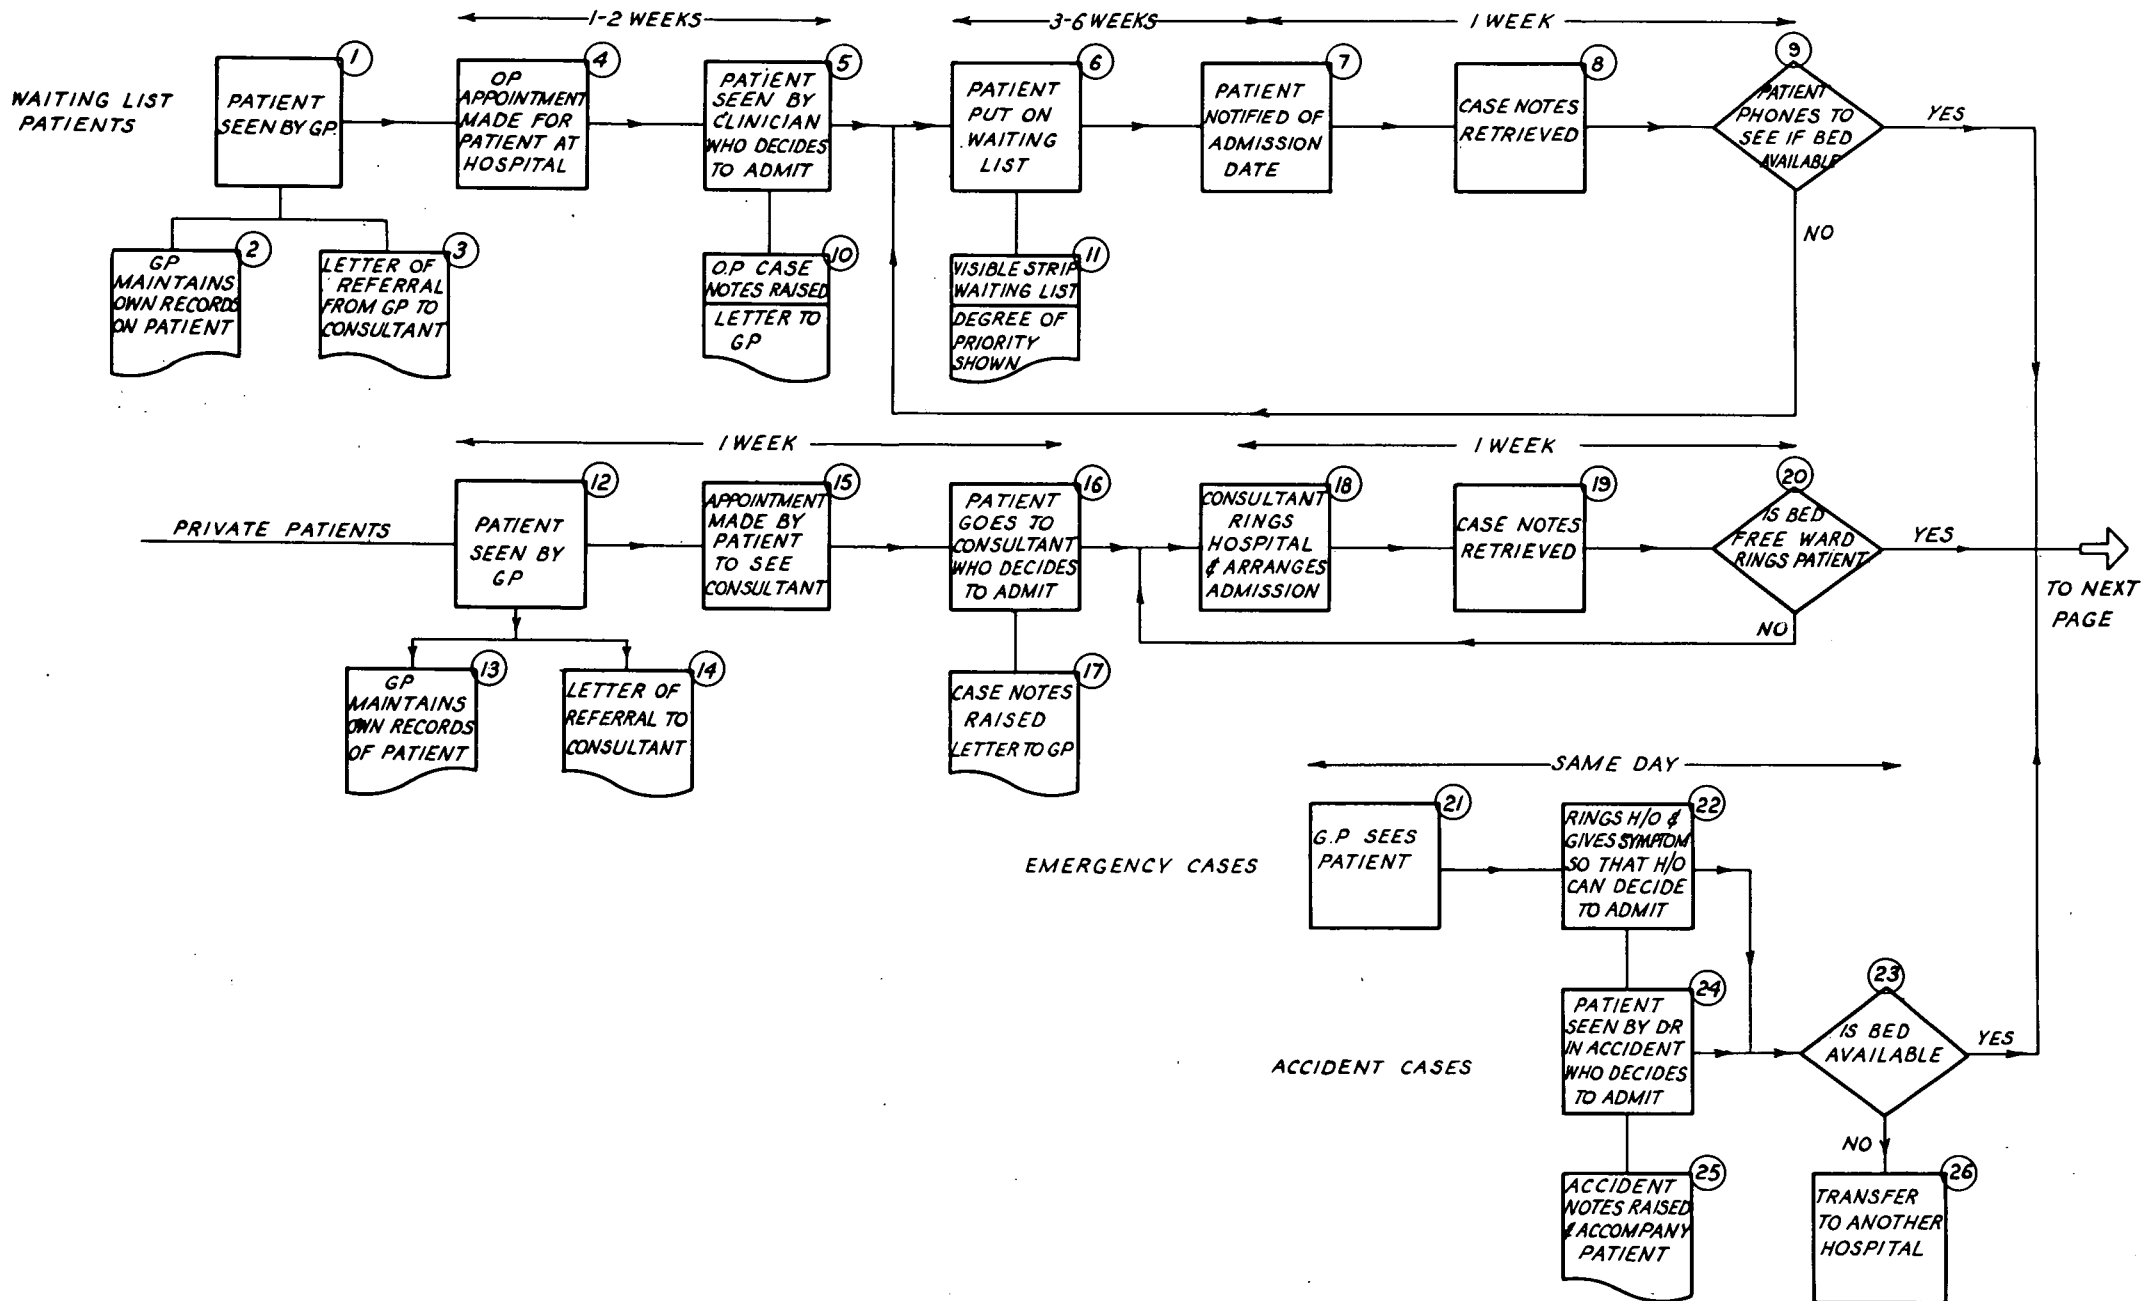 1-2 WEEKS
3-6 WEEKS
1 WEEK
WAITING LIST
PATIENTS
1
PATIENT
SEEN BY GP.
4
OP
APPOINTMENT
MADE FOR
PATIENT AT
HOSPITAL
5
PATIENT
SEEN BY
CLINICIAN
WHO DECIDES
TO ADMIT
6
PATIENT
PUT ON
WAITING
LIST
7
PATIENT
NOTIFIED OF
ADMISSION
DATE
8
CASE NOTES
RETRIEVED
9
PATIENT
PHONES TO
SEE IF BED
AVAILABLE
YES
NO
2
GP
MAINTAINS
OWN RECORDS
ON PATIENT
3
LETTER OF
REFERRAL
FROM GP TO
CONSULTANT
10
O.P CASE
NOTES RAISED
LETTER TO
GP
11
VISIBLE STRIP
WAITING LIST
DEGREE OF
PRIORITY
SHOWN
1 WEEK
1 WEEK
PRIVATE PATIENTS
12
PATIENT
SEEN BY
GP
15
APPOINTMENT
MADE BY
PATIENT
TO SEE
CONSULTANT
16
PATIENT
GOES TO
CONSULTANT
WHO DECIDES
TO ADMIT
18
CONSULTANT
RINGS
HOSPITAL
& ARRANGES
ADMISSION
19
CASE NOTES
RETRIEVED
20
IS BED
FREE WARD
RINGS PATIENT
YES
NO
TO NEXT
PAGE
13
GP
MAINTAINS
OWN RECORDS
OF PATIENT
14
LETTER OF
REFERRAL TO
CONSULTANT
17
CASE NOTES
RAISED
LETTER TO GP
SAME DAY
EMERGENCY CASES
21
G.P SEES
PATIENT
22
RINGS H/O &
GIVES SYMPTOM
SO THAT H/O
CAN DECIDE
TO ADMIT
ACCIDENT CASES
24
PATIENT
SEEN BY DR
IN ACCIDENT
WHO DECIDES
TO ADMIT
23
IS BED
AVAILABLE
YES
NO
25
ACCIDENT
NOTES RAISED
& ACCOMPANY
PATIENT
26
TRANSFER
TO ANOTHER
HOSPITAL